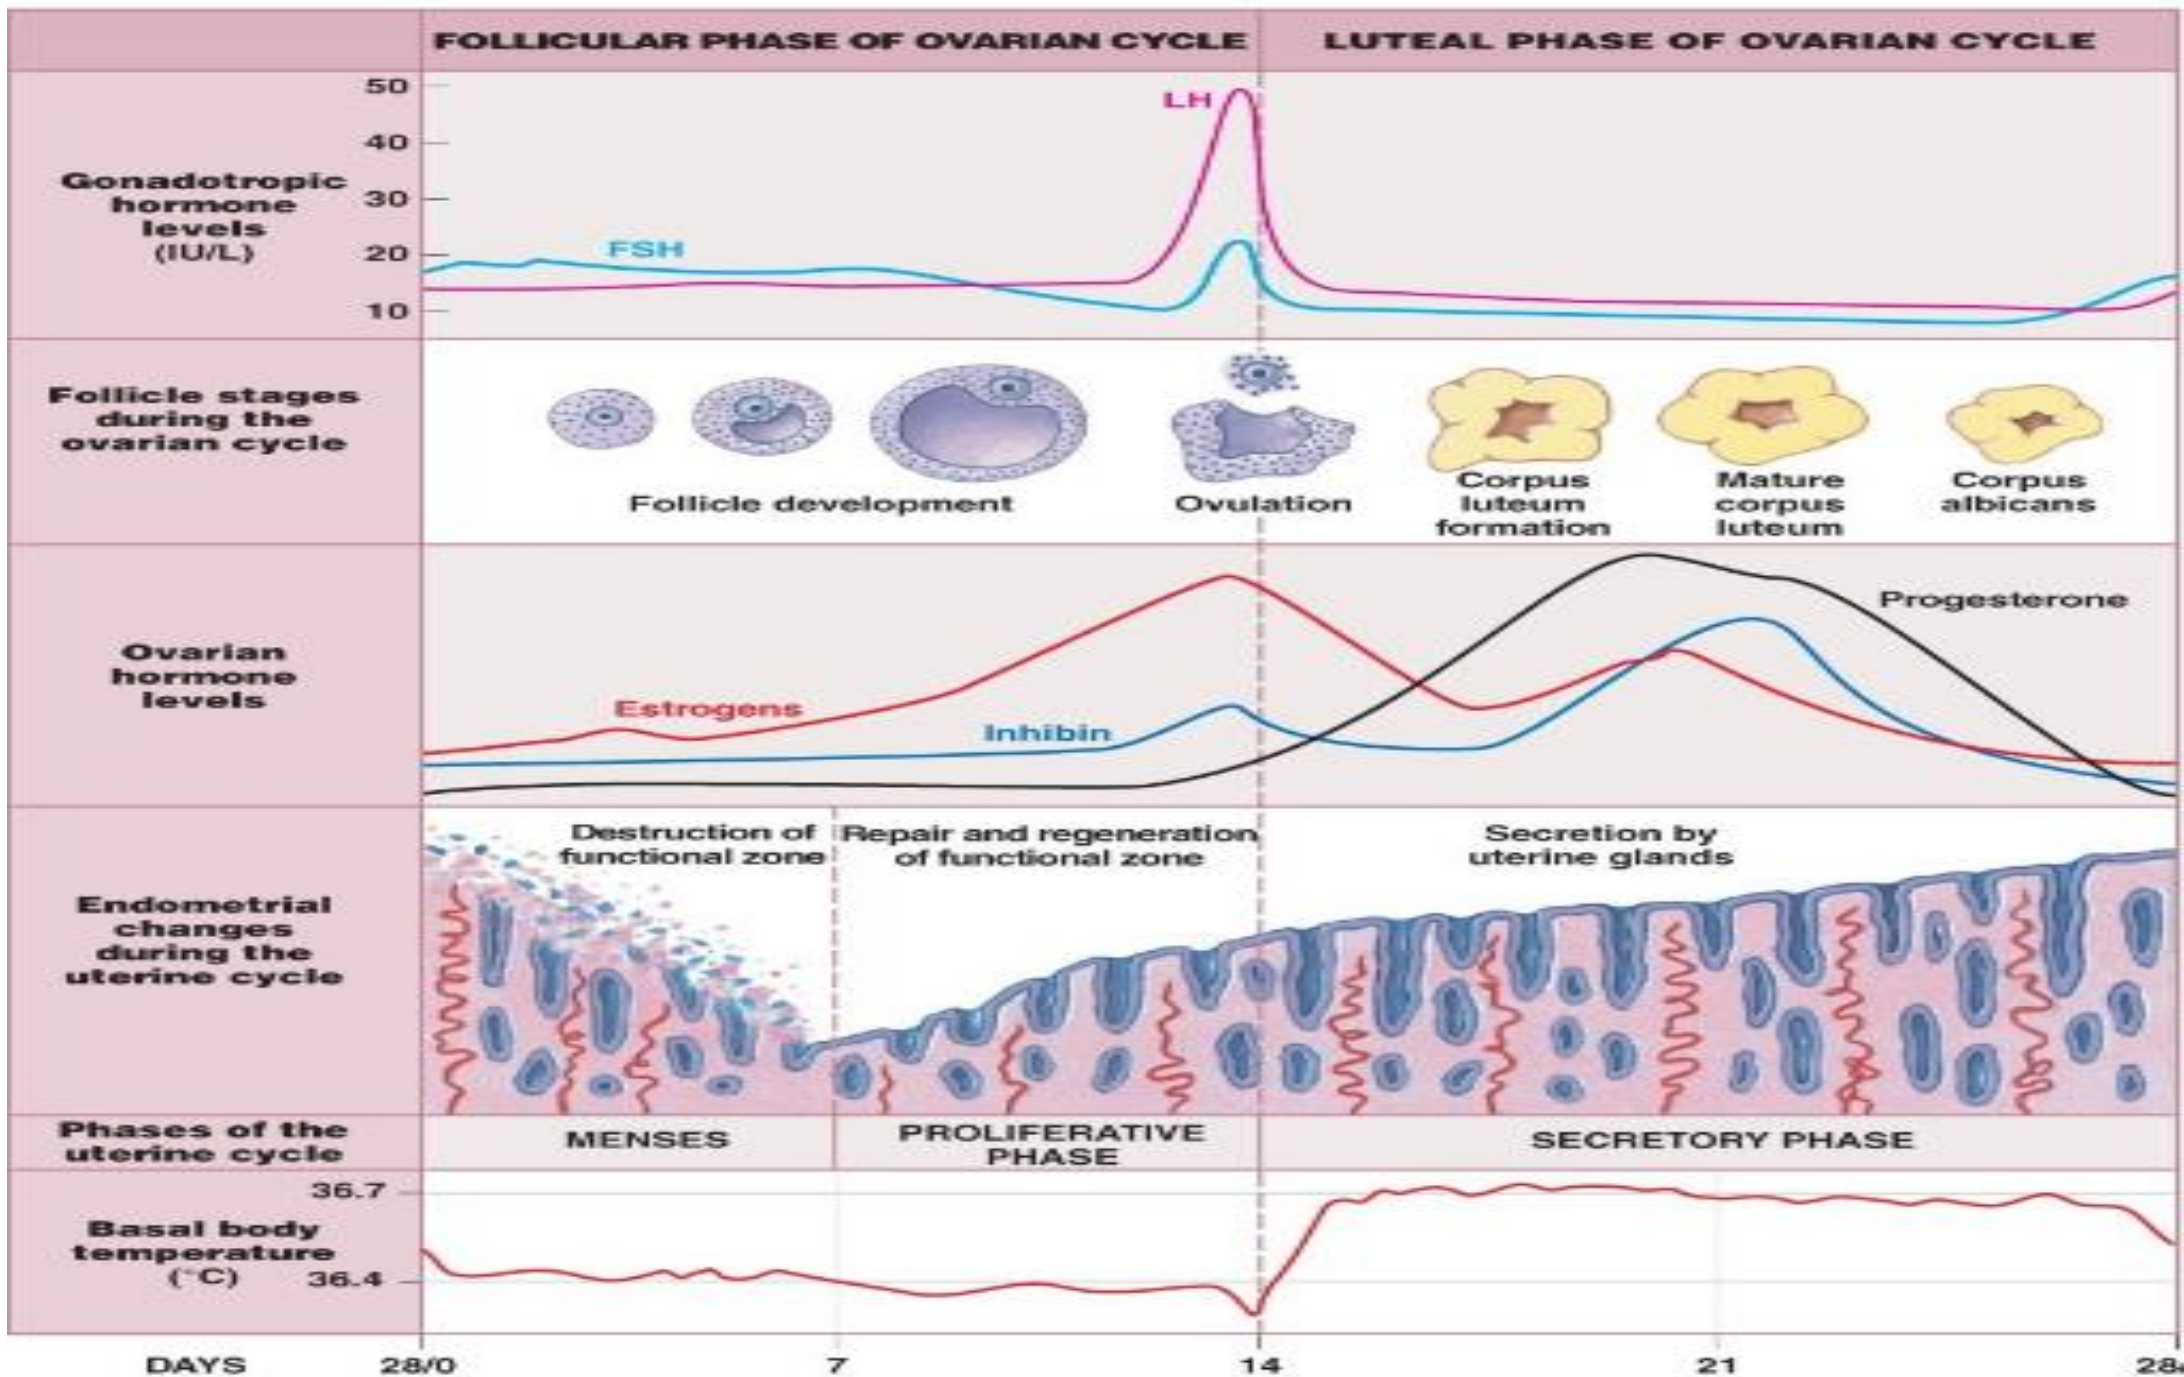 FOLLICULAR PHASE OF OVARIAN CYCLE
LUTEAL PHASE OF OVARIAN CYCLE
Gonadotropic
hormone
levels
(IU/L)
50
40
30
20
10
LH
FSH
Follicle stages
during the
ovarian cycle
Follicle development
Ovulation
Corpus
luteum
formation
Mature
corpus
luteum
Corpus
albicans
Ovarian
hormone
levels
Estrogens
Inhibin
Progesterone
Endometrial
changes
during the
uterine cycle
Destruction of
functional zone
Repair and regeneration
of functional zone
Secretion by
uterine glands
Phases of the
uterine cycle
MENSES
PROLIFERATIVE
PHASE
SECRETORY PHASE
Basal body
temperature
(°C)
36.7
36.4
DAYS
28/0
7
14
21
28